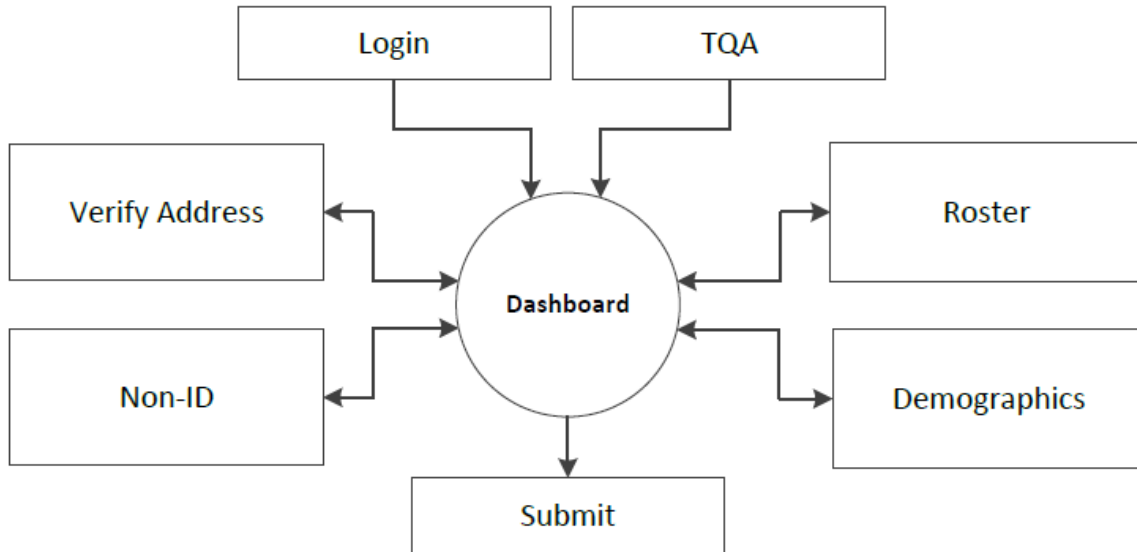 Login
TQA
Verify Address
Roster
Dashboard
Non-ID
Demographics
Submit